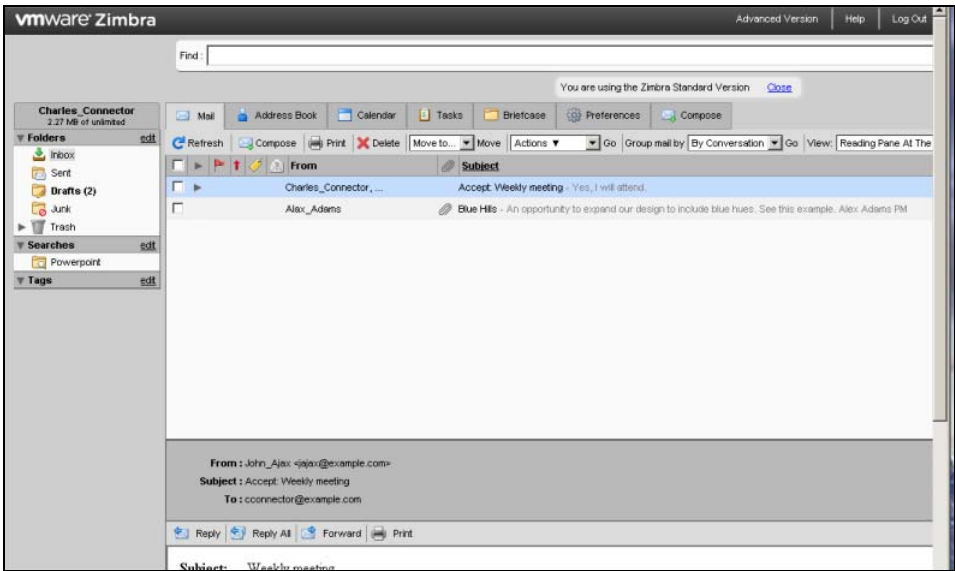 vmware Zimbra
Advanced Version Help Log Out
Find :
You are using the Zimbra Standard Version Close
Charles_Connector
2.27 MB of unlimited
Mail Address Book Calendar Tasks Briefcase Preferences Compose
Folders edit
Refresh Compose Print Delete Move to... Move Actions Go Group mail by By Conversation Go View: Reading Pane At The
Inbox
From Subject
Sent
Drafts (2)
Charles_Connector, ... Accept: Weekly meeting - Yes, I will attend.
Junk
Alex_Adams Blue Hills - An opportunity to expand our design to include blue hues. See this example. Alex Adams PM
Trash
Searches edit
Powerpoint
Tags edit
From : John_Ajax <jajax@example.com>
Subject : Accept: Weekly meeting
To : cconnector@example.com
Reply Reply All Forward Print
Subject: Weekly meeting